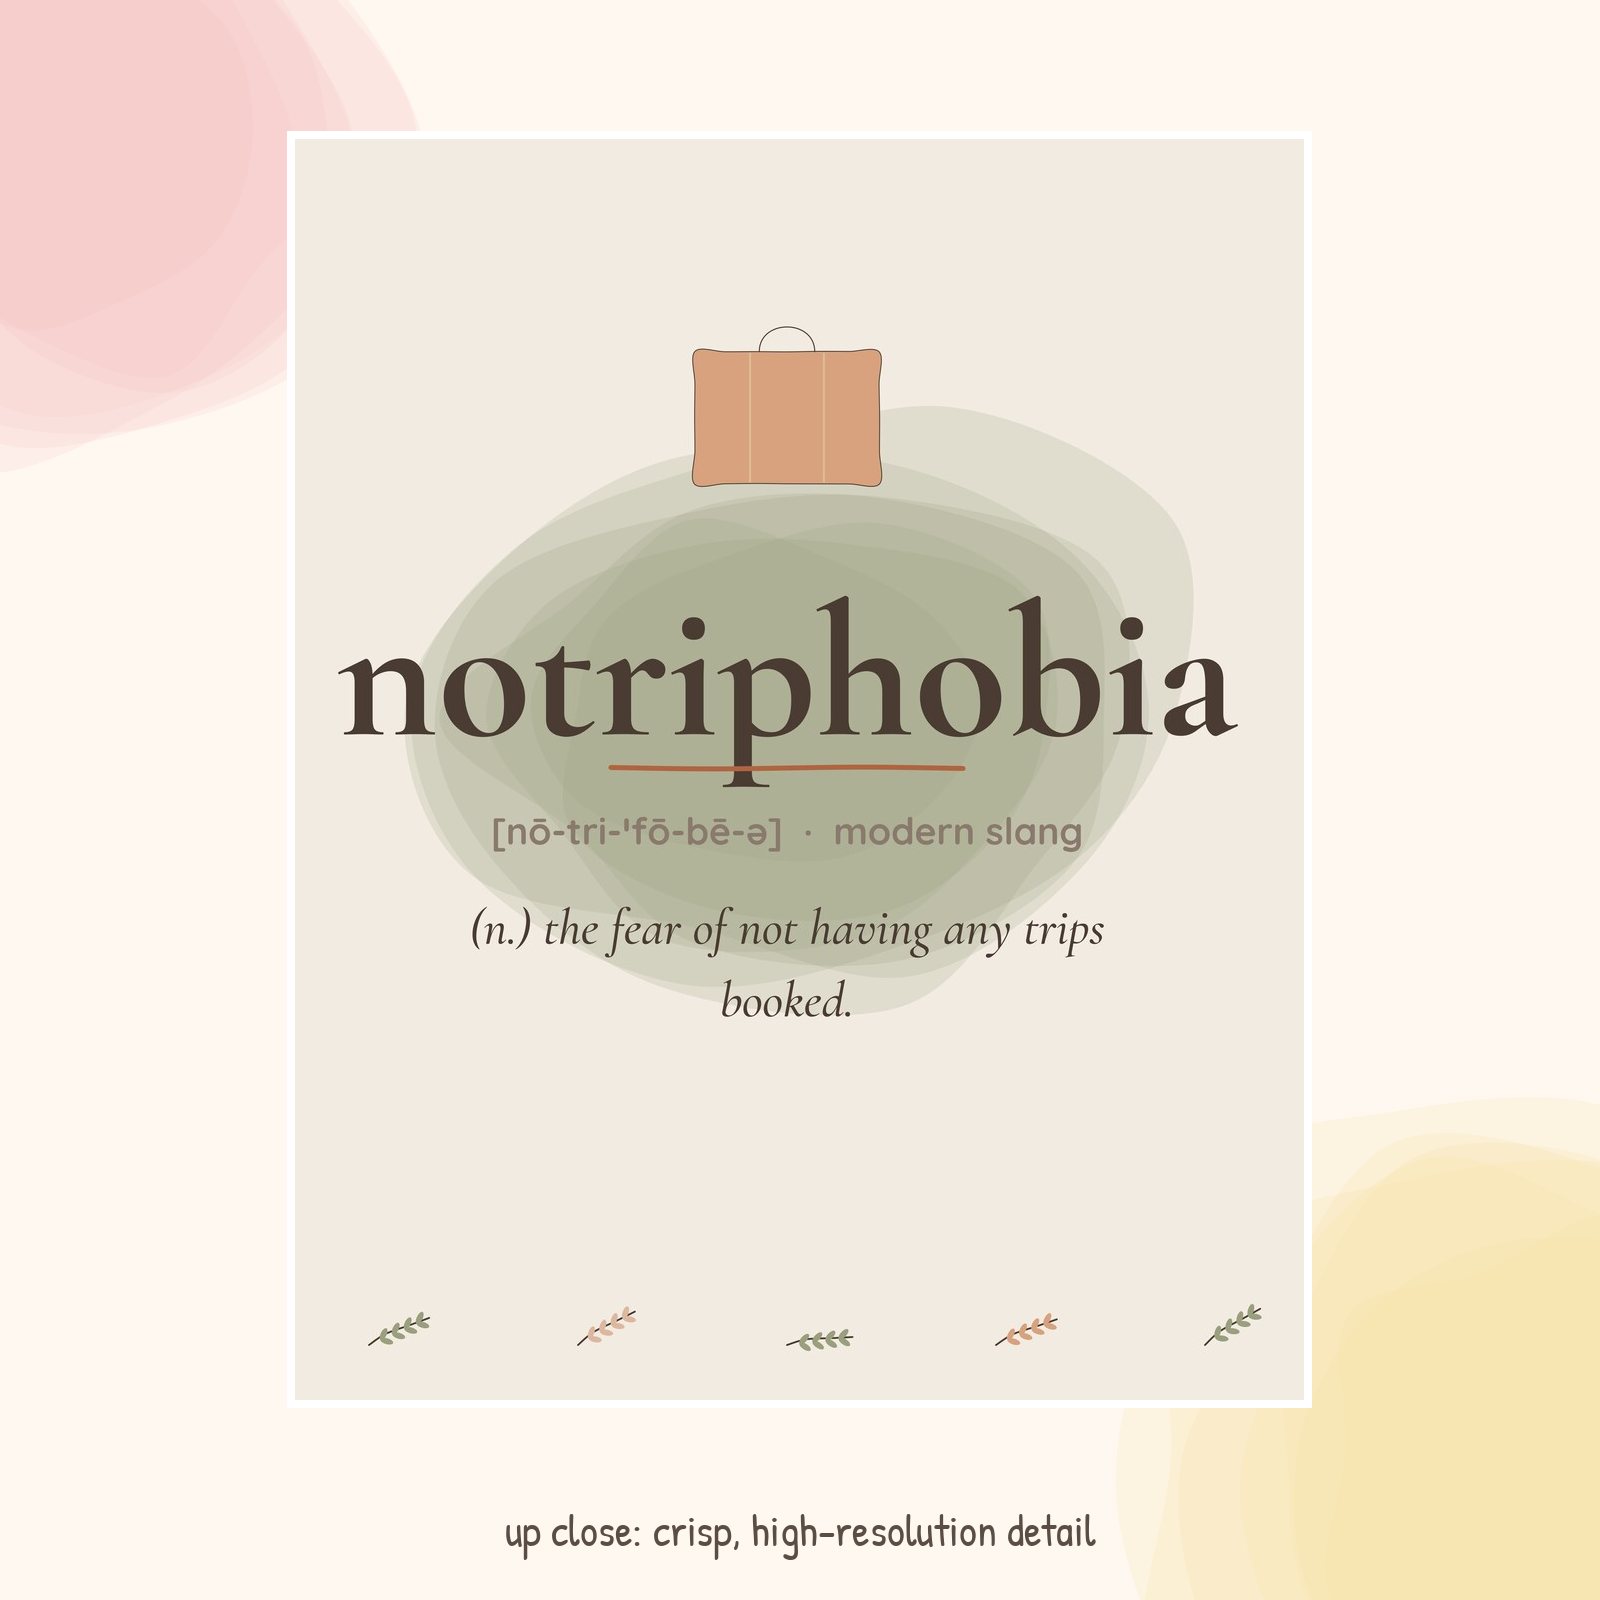 notriphobia
[nō-tri-ˈfō-bē-ə] · modern slang
(n.) the fear of not having any trips
booked.
up close: crisp, high-resolution detail